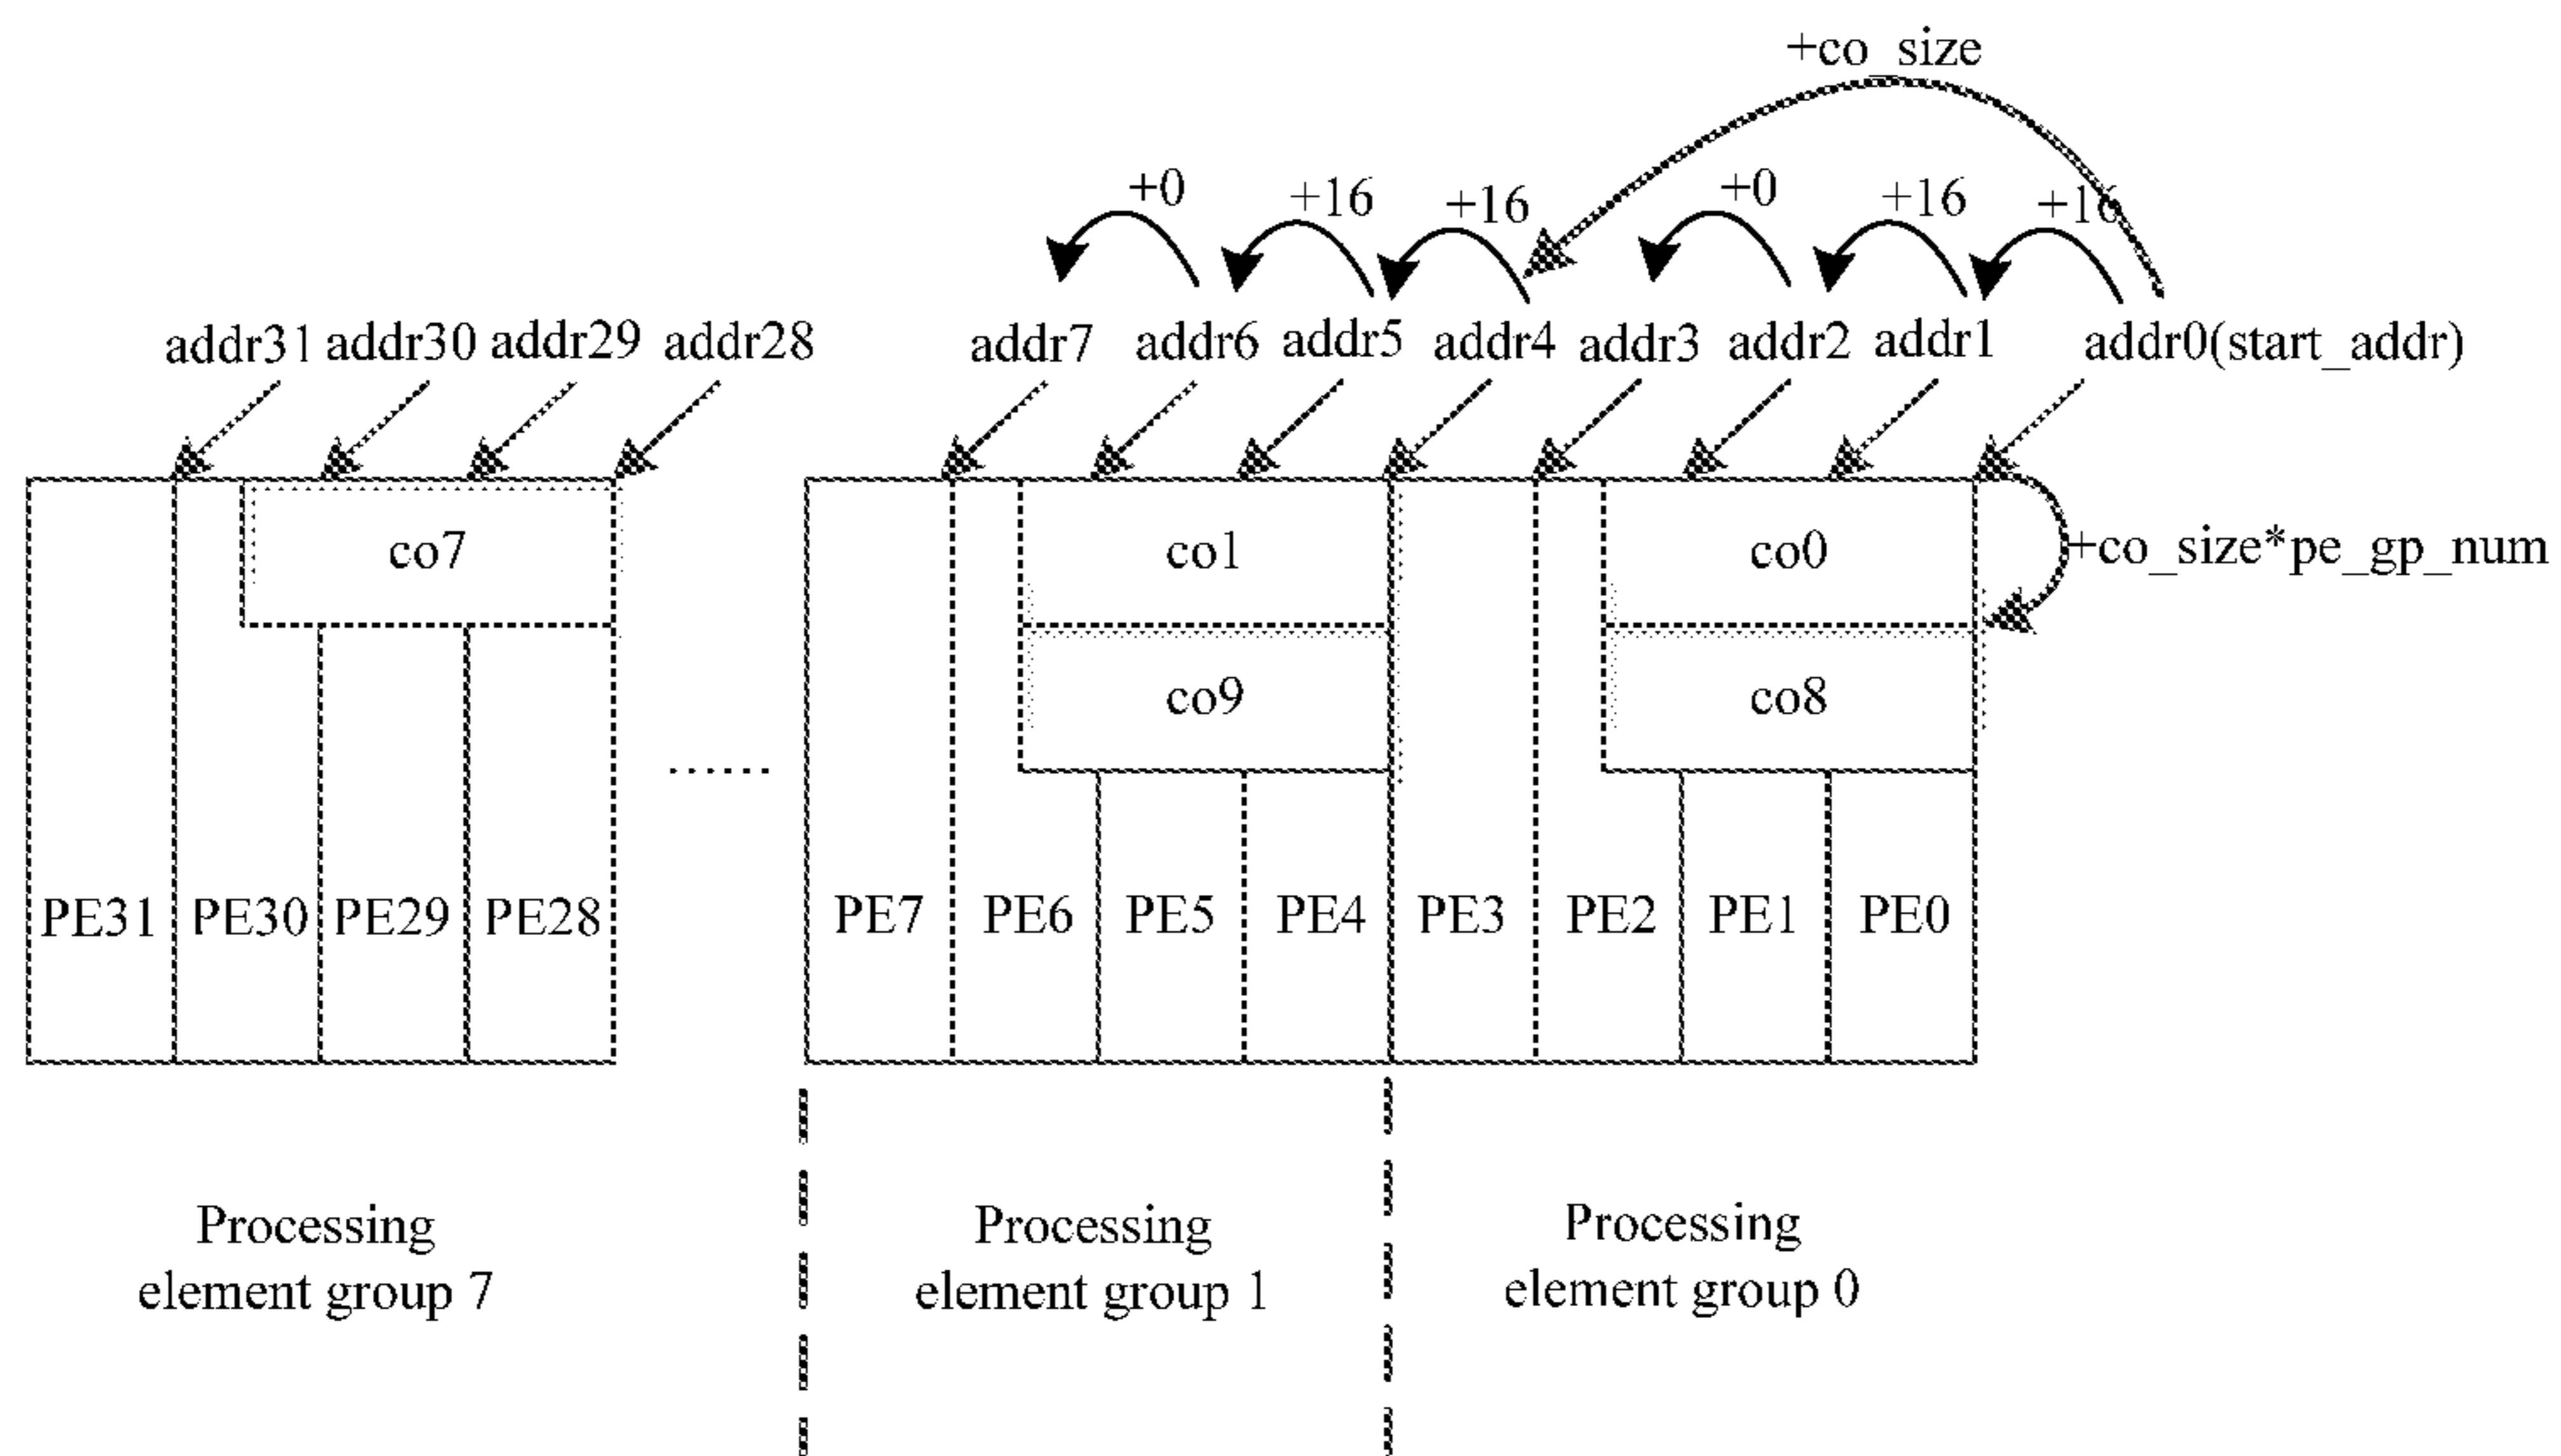 +co_size
+0 +16 +16 +0 +16 +16
addr31 addr30 addr29 addr28 addr7 addr6 addr5 addr4 addr3 addr2 addr1 addr0(start_addr)
co7 co1 co0 +co_size*pe_gp_num
co9 co8
......
PE31 PE30 PE29 PE28 PE7 PE6 PE5 PE4 PE3 PE2 PE1 PE0
Processing
element group 7
Processing
element group 1
Processing
element group 0